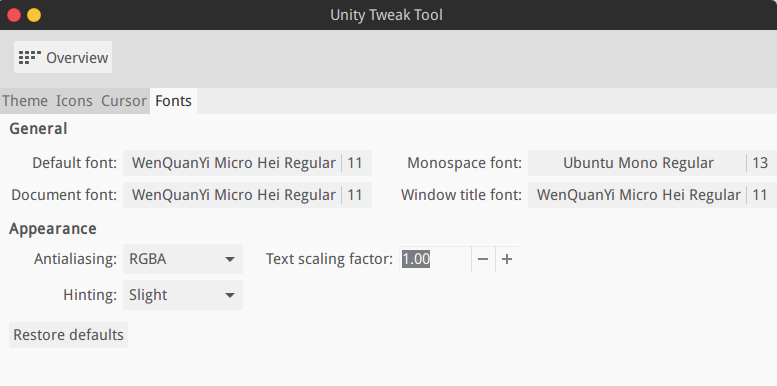 Unity Tweak Tool
Overview
Theme Icons Cursor Fonts
General
Default font: WenQuanYi Micro Hei Regular 11 Monospace font: Ubuntu Mono Regular 13
Document font: WenQuanYi Micro Hei Regular 11 Window title font: WenQuanYi Micro Hei Regular 11
Appearance
Antialiasing: RGBA Text scaling factor: 1.00 − +
Hinting: Slight
Restore defaults